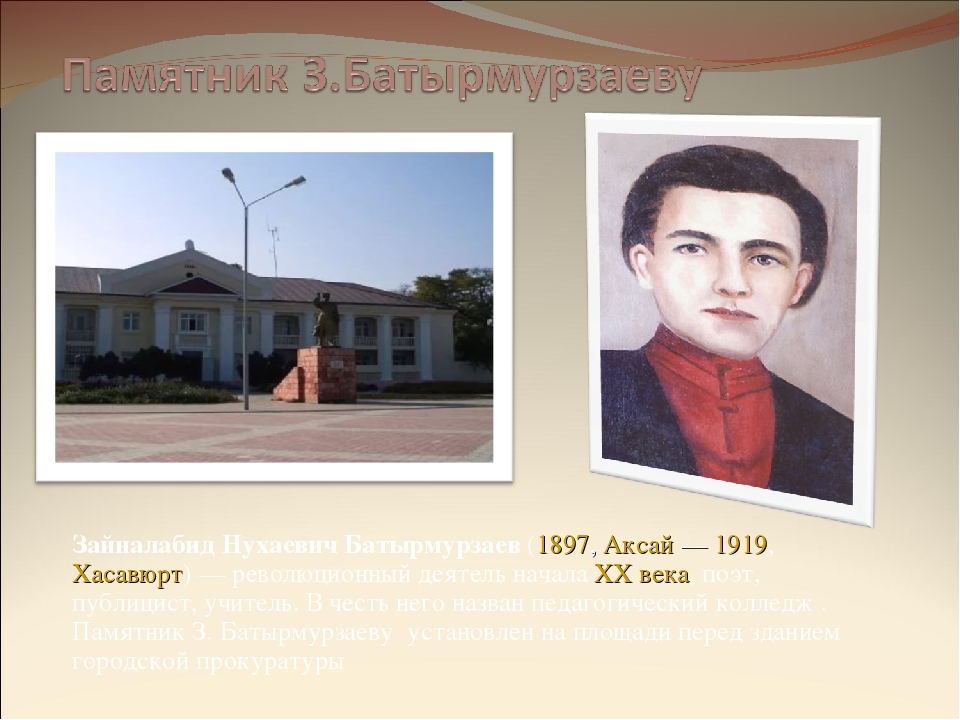 Памятник З.Батырмурзаеву
Зайналабид Нухаевич Батырмурзаев (1897, Аксай — 1919,
Хасавюрт) — революционный деятель начала XX века, поэт,
публицист, учитель. В честь него назван педагогический колледж .
Памятник З. Батырмурзаеву установлен на площади перед зданием
городской прокуратуры